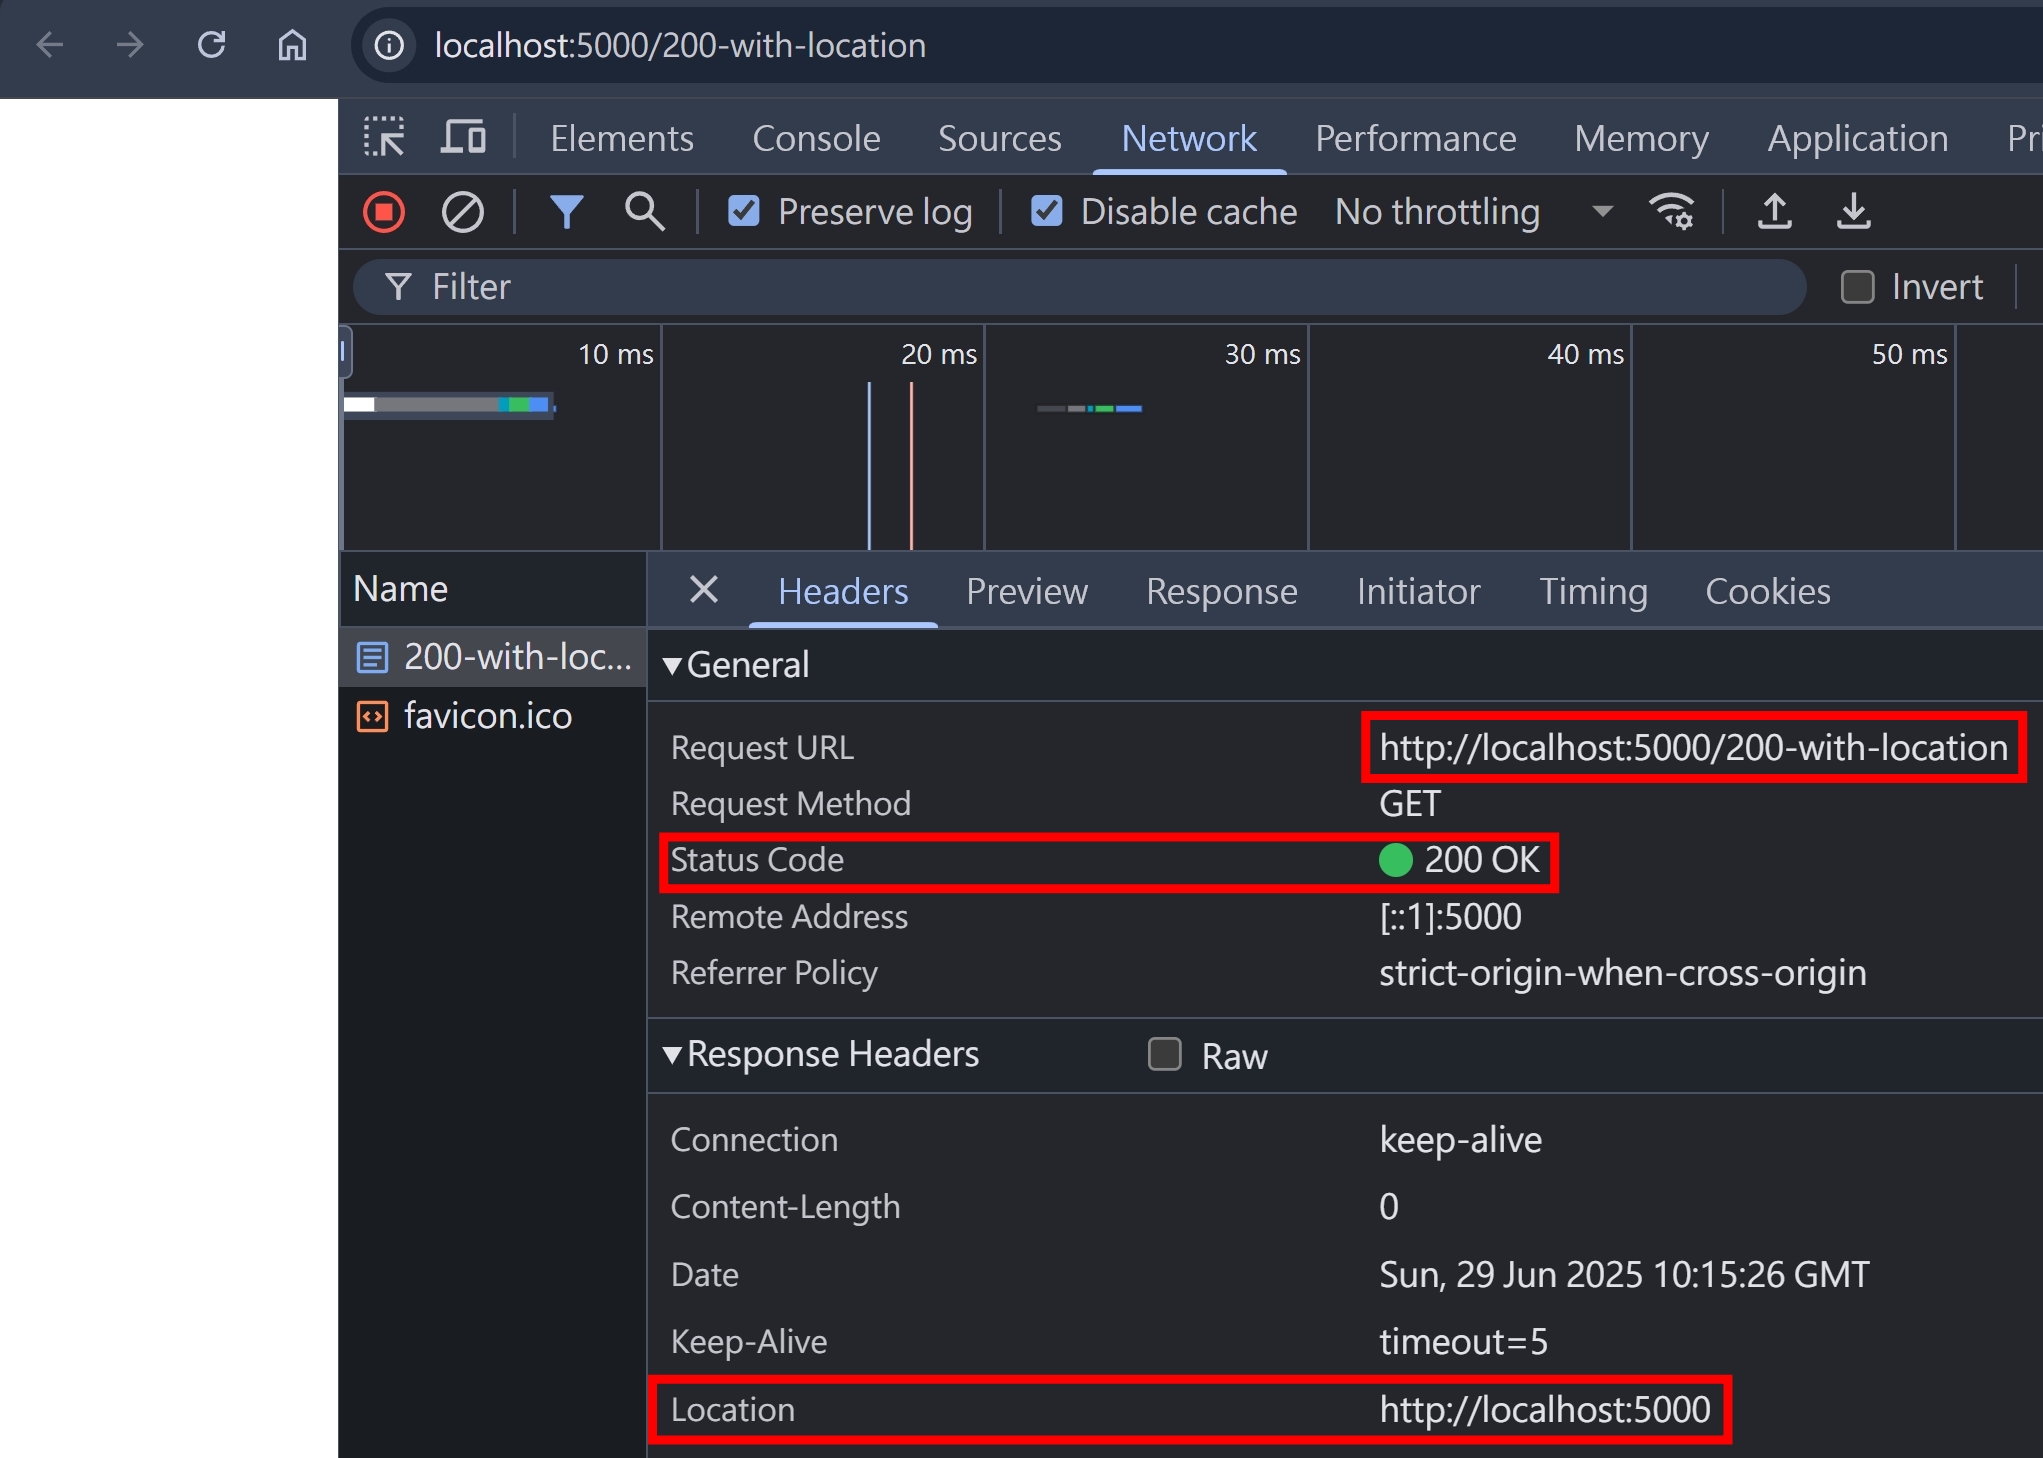 localhost:5000/200-with-location
Elements Console Sources Network Performance Memory Application
Preserve log Disable cache No throttling
Filter Invert
10 ms 20 ms 30 ms 40 ms 50 ms
Name Headers Preview Response Initiator Timing Cookies
200-with-loc...
favicon.ico
General
Request URL http://localhost:5000/200-with-location
Request Method GET
Status Code 200 OK
Remote Address [::1]:5000
Referrer Policy strict-origin-when-cross-origin
Response Headers Raw
Connection keep-alive
Content-Length 0
Date Sun, 29 Jun 2025 10:15:26 GMT
Keep-Alive timeout=5
Location http://localhost:5000